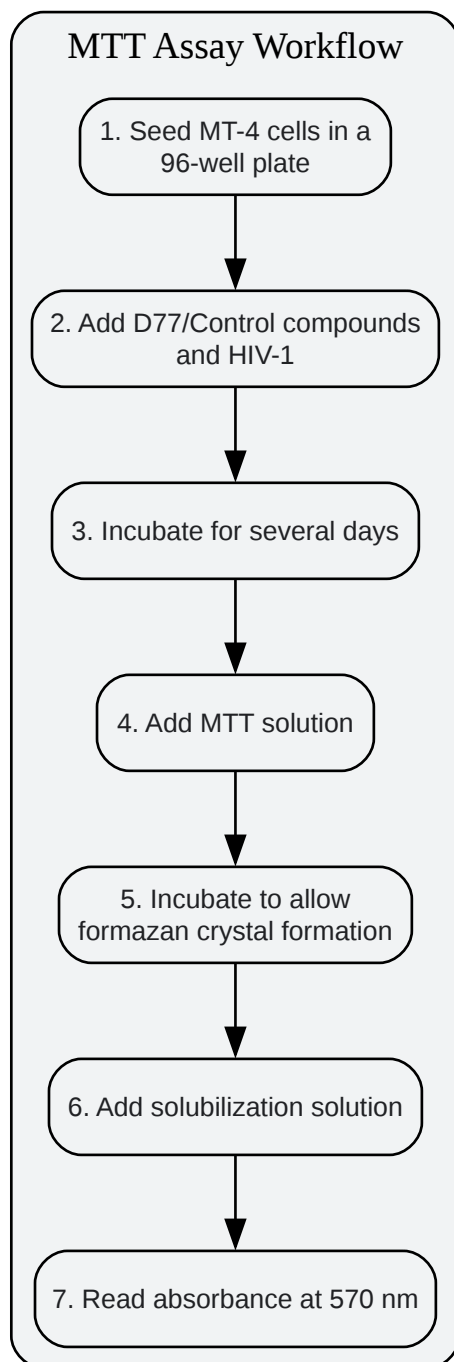 MTT Assay Workflow
1. Seed MT-4 cells in a
96-well plate
2. Add D77/Control compounds
and HIV-1
3. Incubate for several days
4. Add MTT solution
5. Incubate to allow
formazan crystal formation
6. Add solubilization solution
7. Read absorbance at 570 nm